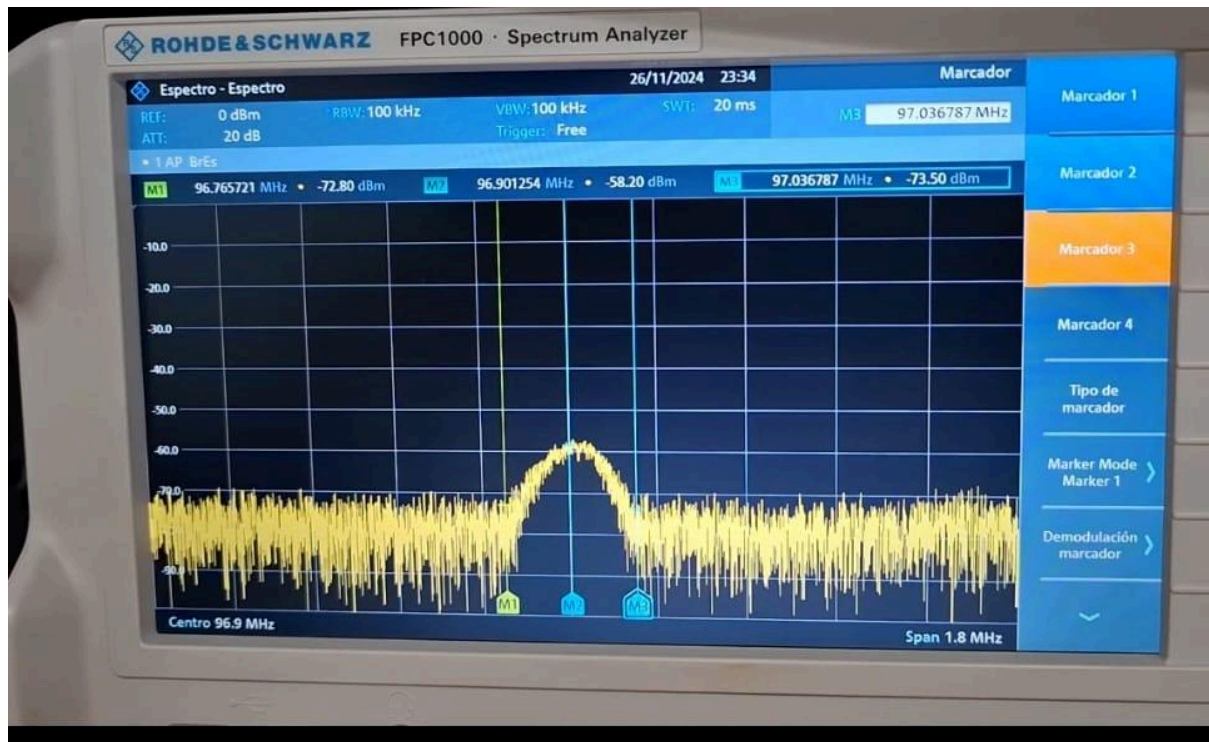 ROHDE&SCHWARZ FPC1000 · Spectrum Analyzer
Espectro - Espectro 26/11/2024 23:34 Marcador
REF: 0 dBm RBW: 100 kHz VBW: 100 kHz SWT: 20 ms M3 97.036787 MHz
ATT: 20 dB Trigger: Free
1 AP BrEs
M1 96.765721 MHz • -72.80 dBm M2 96.901254 MHz • -58.20 dBm M3 97.036787 MHz • -73.50 dBm
-10.0
-20.0
-30.0
-40.0
-50.0
-60.0
-70.0
-90.0
M1 M2 M3
Centro 96.9 MHz Span 1.8 MHz
Marcador 1
Marcador 2
Marcador 3
Marcador 4
Tipo de
marcador
Marker Mode
Marker 1
Demodulación
marcador